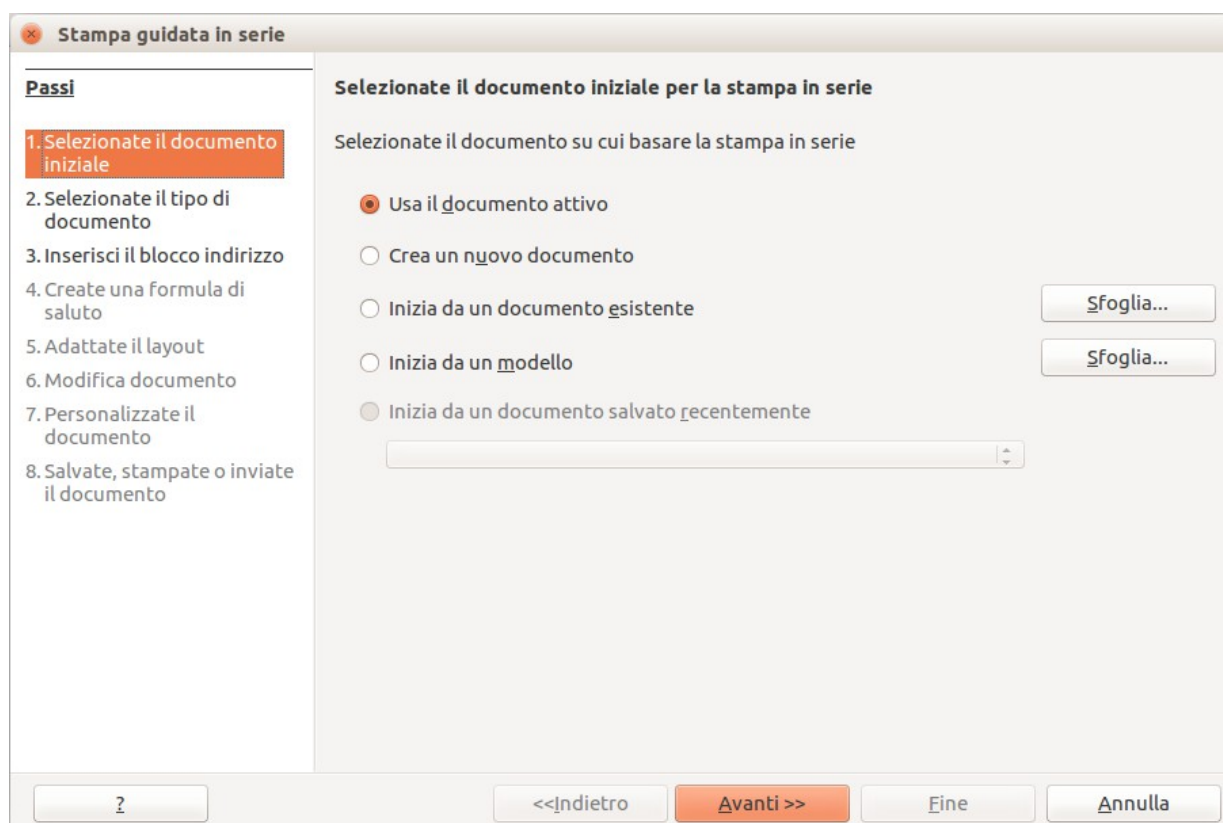 Stampa guidata in serie
Passi
1. Selezionate il documento
iniziale
2. Selezionate il tipo di
documento
3. Inserisci il blocco indirizzo
4. Create una formula di
saluto
5. Adattate il layout
6. Modifica documento
7. Personalizzate il
documento
8. Salvate, stampate o inviate
il documento
Selezionate il documento iniziale per la stampa in serie
Selezionate il documento su cui basare la stampa in serie
Usa il documento attivo
Crea un nuovo documento
Inizia da un documento esistente
Sfoglia...
Inizia da un modello
Sfoglia...
Inizia da un documento salvato recentemente
?
<<Indietro
Avanti >>
Fine
Annulla